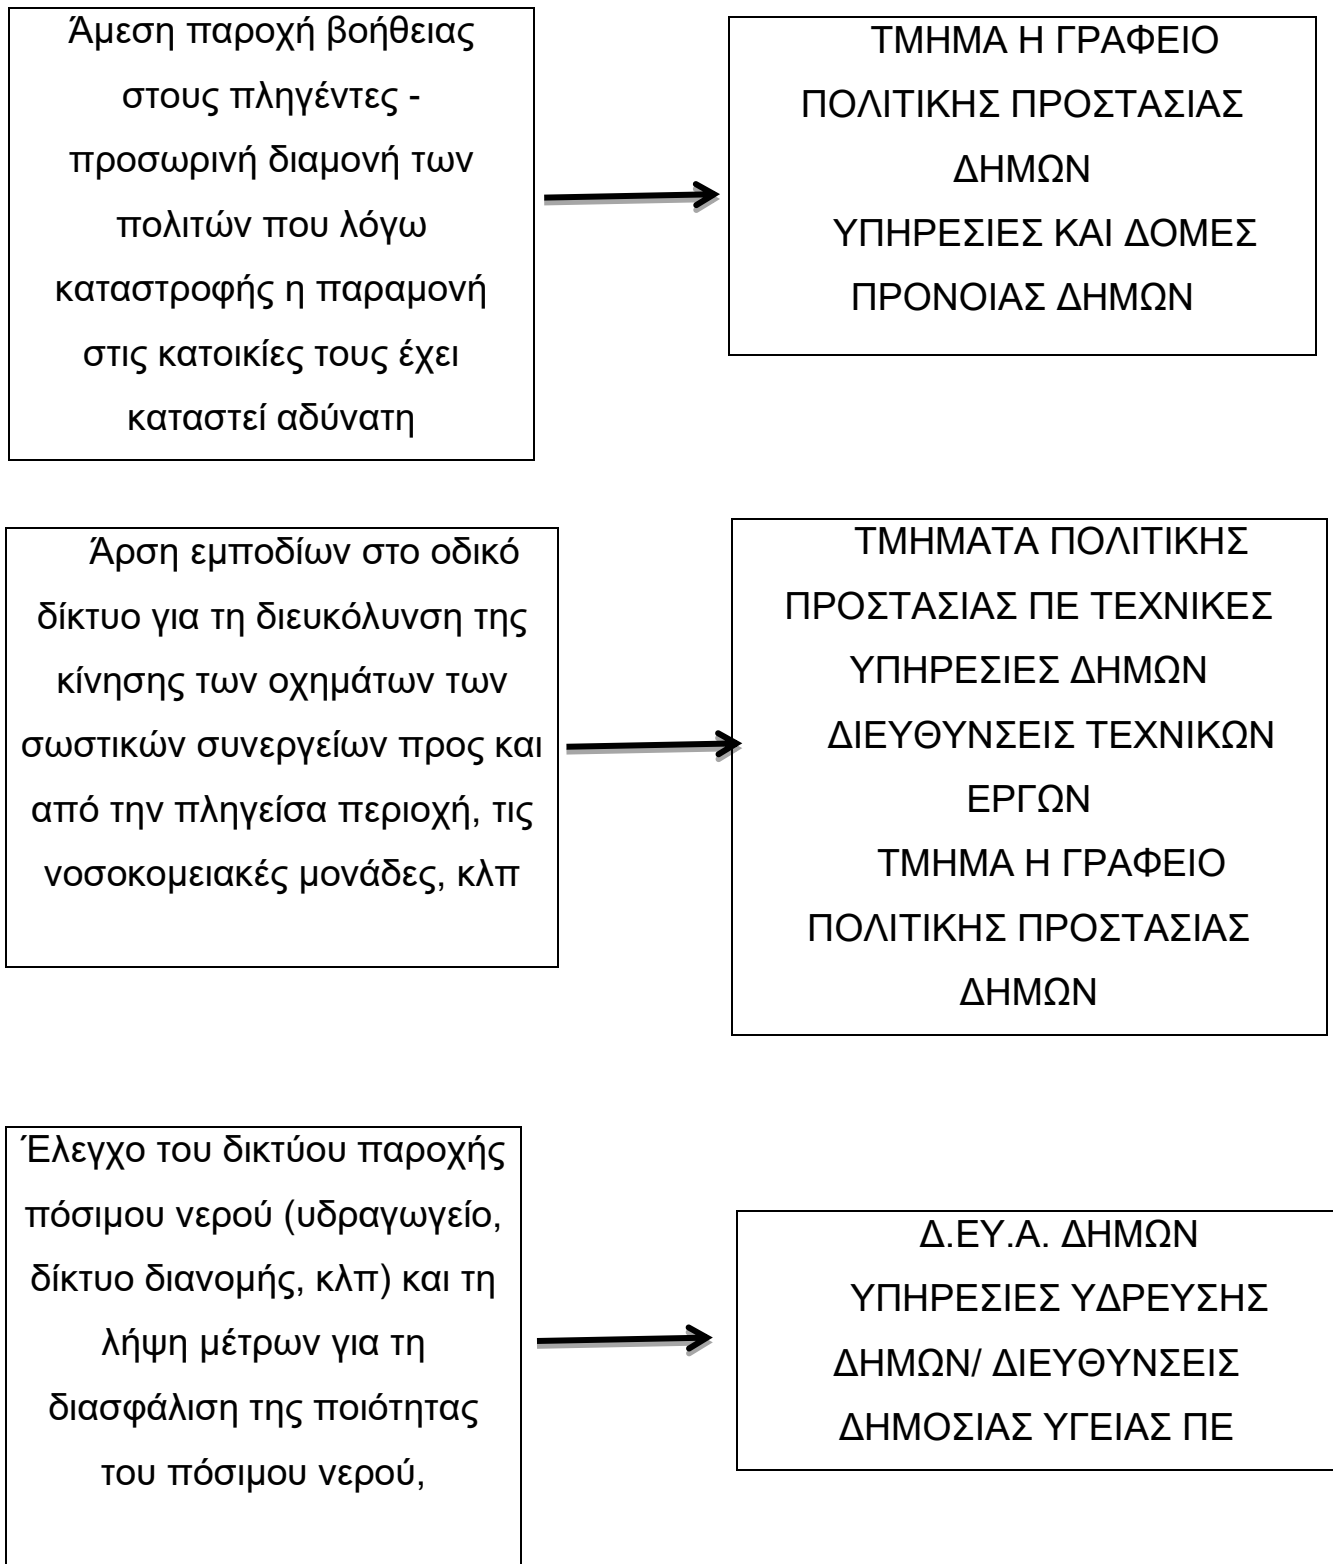 Άμεση παροχή βοήθειας
στους πληγέντες -
προσωρινή διαμονή των
πολιτών που λόγω
καταστροφής η παραμονή
στις κατοικίες τους έχει
καταστεί αδύνατη
ΤΜΗΜΑ Η ΓΡΑΦΕΙΟ
ΠΟΛΙΤΙΚΗΣ ΠΡΟΣΤΑΣΙΑΣ
ΔΗΜΩΝ
ΥΠΗΡΕΣΙΕΣ ΚΑΙ ΔΟΜΕΣ
ΠΡΟΝΟΙΑΣ ΔΗΜΩΝ
Άρση εμποδίων στο οδικό
δίκτυο για τη διευκόλυνση της
κίνησης των οχημάτων των
σωστικών συνεργείων προς και
από την πληγείσα περιοχή, τις
νοσοκομειακές μονάδες, κλπ
ΤΜΗΜΑΤΑ ΠΟΛΙΤΙΚΗΣ
ΠΡΟΣΤΑΣΙΑΣ ΠΕ ΤΕΧΝΙΚΕΣ
ΥΠΗΡΕΣΙΕΣ ΔΗΜΩΝ
ΔΙΕΥΘΥΝΣΕΙΣ ΤΕΧΝΙΚΩΝ
ΕΡΓΩΝ
ΤΜΗΜΑ Η ΓΡΑΦΕΙΟ
ΠΟΛΙΤΙΚΗΣ ΠΡΟΣΤΑΣΙΑΣ
ΔΗΜΩΝ
Έλεγχο του δικτύου παροχής
πόσιμου νερού (υδραγωγείο,
δίκτυο διανομής, κλπ) και τη
λήψη μέτρων για τη
διασφάλιση της ποιότητας
του πόσιμου νερού,
Δ.ΕΥ.Α. ΔΗΜΩΝ
ΥΠΗΡΕΣΙΕΣ ΥΔΡΕΥΣΗΣ
ΔΗΜΩΝ/ ΔΙΕΥΘΥΝΣΕΙΣ
ΔΗΜΟΣΙΑΣ ΥΓΕΙΑΣ ΠΕ